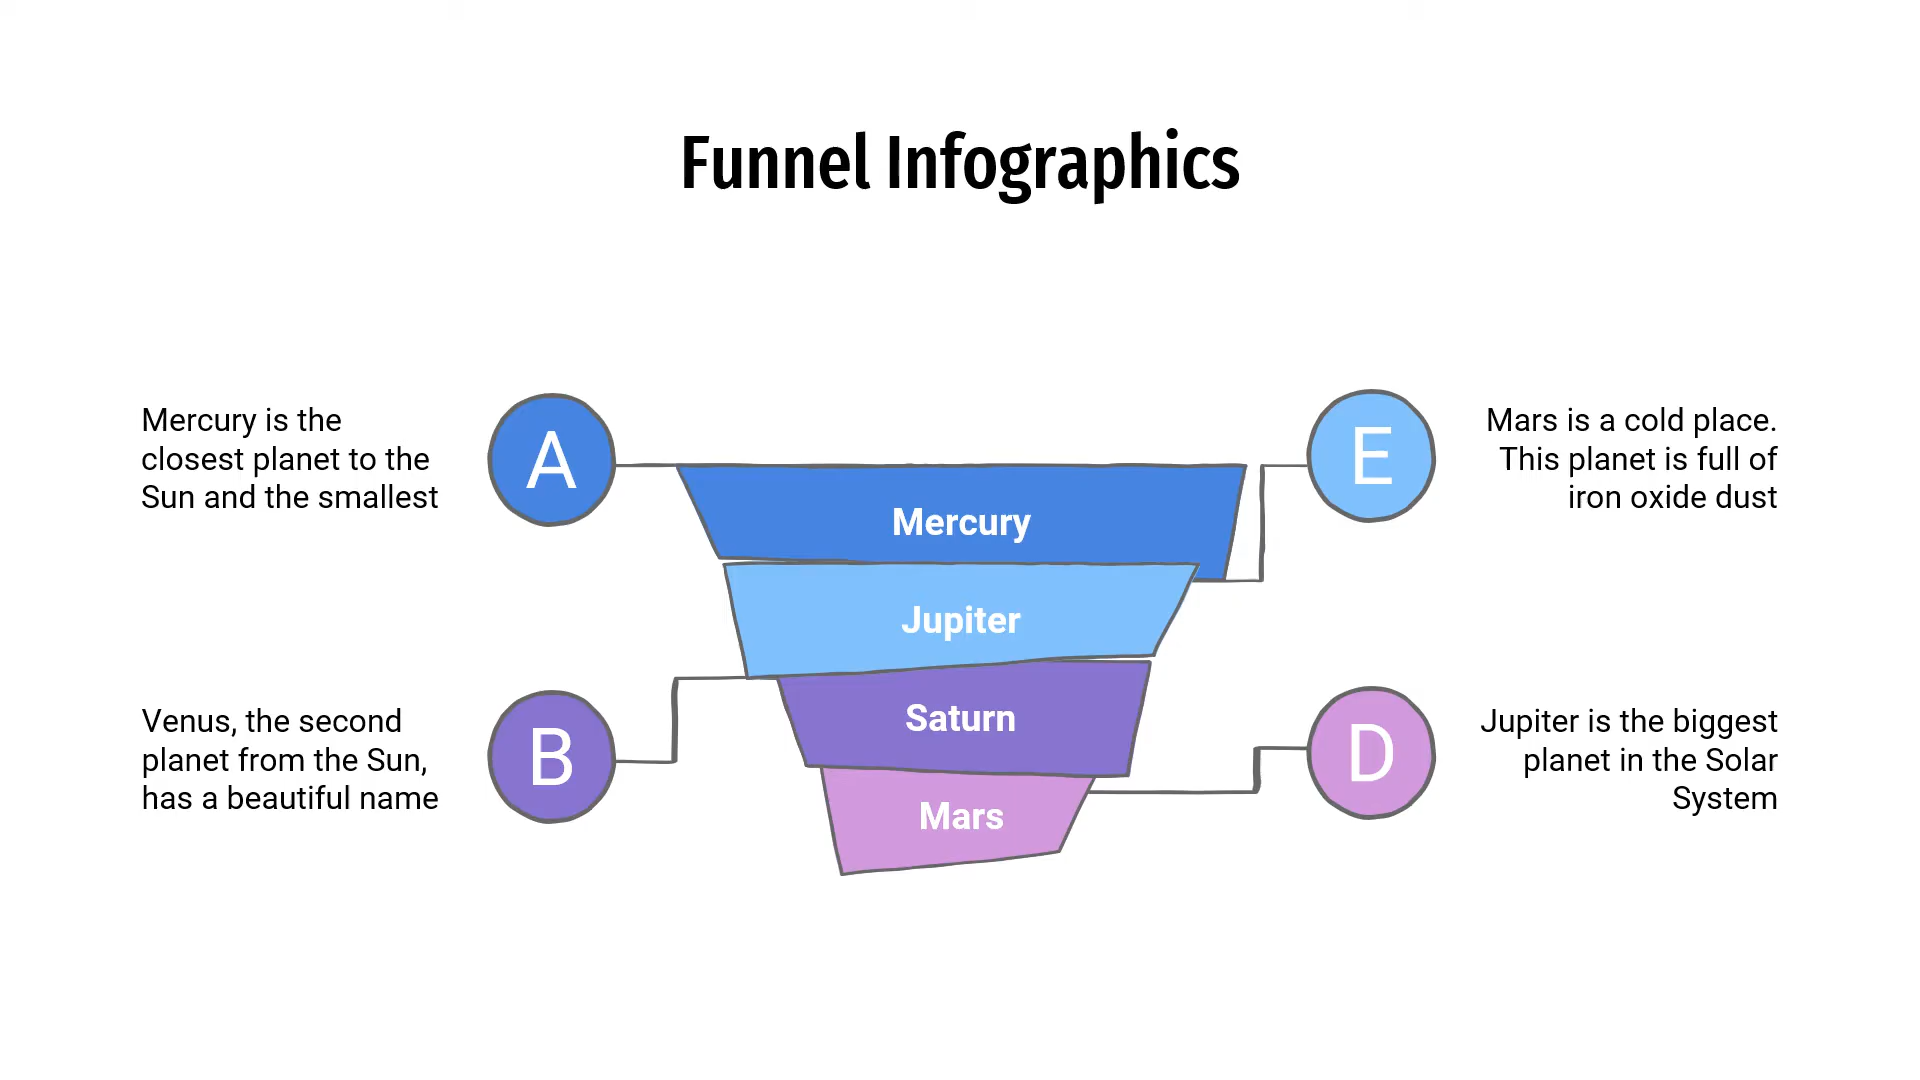 Funnel Infographics
Mercury is the
closest planet to the
Sun and the smallest
A
Mercury
Jupiter
Saturn
Mars
E
Mars is a cold place.
This planet is full of
iron oxide dust
Venus, the second
planet from the Sun,
has a beautiful name
B
D
Jupiter is the biggest
planet in the Solar
System